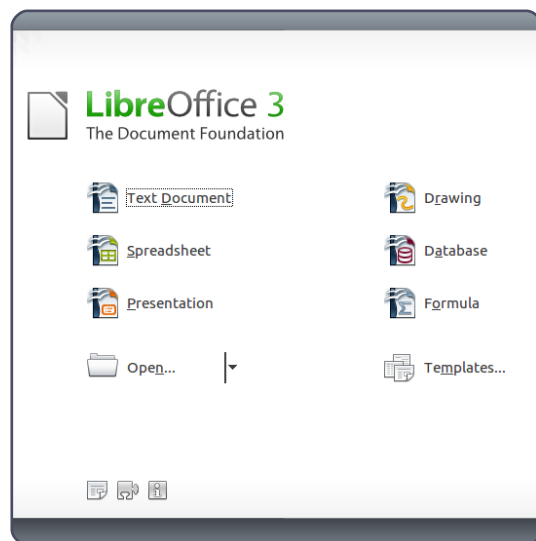 LibreOffice 3
The Document Foundation
Text Document
Drawing
Spreadsheet
Database
Presentation
Formula
Open...
Templates...